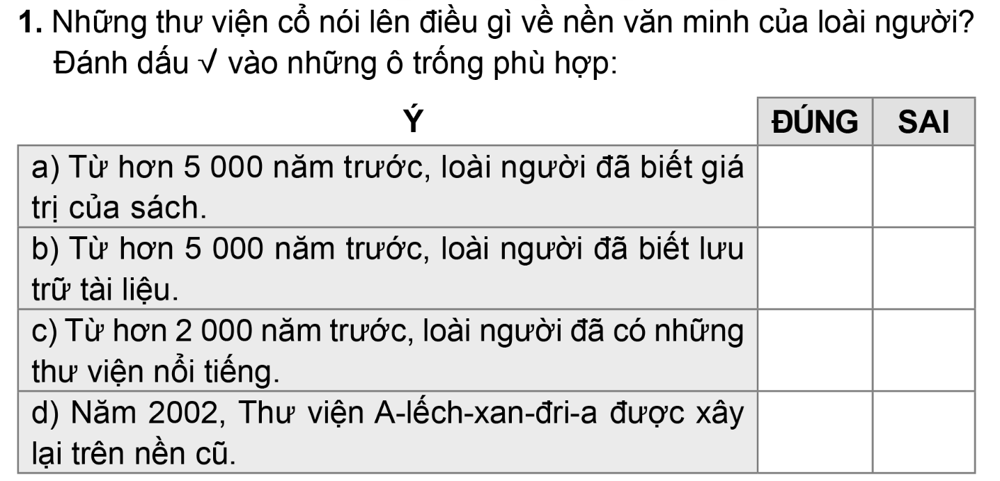 1. Những thư viện cổ nói lên điều gì về nền văn minh của loài người?
Đánh dấu √ vào những ô trống phù hợp:
Ý ĐÚNG SAI
a) Từ hơn 5 000 năm trước, loài người đã biết giá
trị của sách.
b) Từ hơn 5 000 năm trước, loài người đã biết lưu
trữ tài liệu.
c) Từ hơn 2 000 năm trước, loài người đã có những
thư viện nổi tiếng.
d) Năm 2002, Thư viện A-lếch-xan-đri-a được xây
lại trên nền cũ.